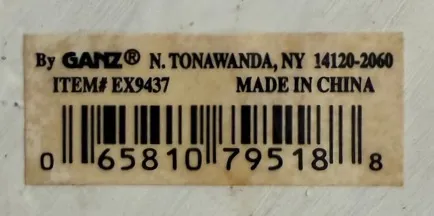 By GANZ® N. TONAWANDA, NY 14120-2060
ITEM# EX9437 MADE IN CHINA
0 65810 79518 8